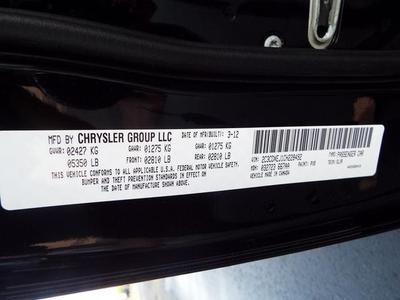 MFD BY CHRYSLER GROUP LLC
DATE OF MFR/BUILT: 3-12
GVWR: 02427 KG GAWR: 01275 KG GAWR: 01275 KG
05350 LB FRONT: 02810 LB REAR: 02810 LB
THIS VEHICLE CONFORMS TO ALL APPLICABLE U.S.A. FEDERAL MOTOR VEHICLE SAFETY,
BUMPER AND THEFT PREVENTION STANDARDS IN EFFECT
ON THE DATE OF MANUFACTURE SHOWN ABOVE.
TYPE: PASSENGER CAR
PAINT: PXR
VEHICLE MADE IN CANADA